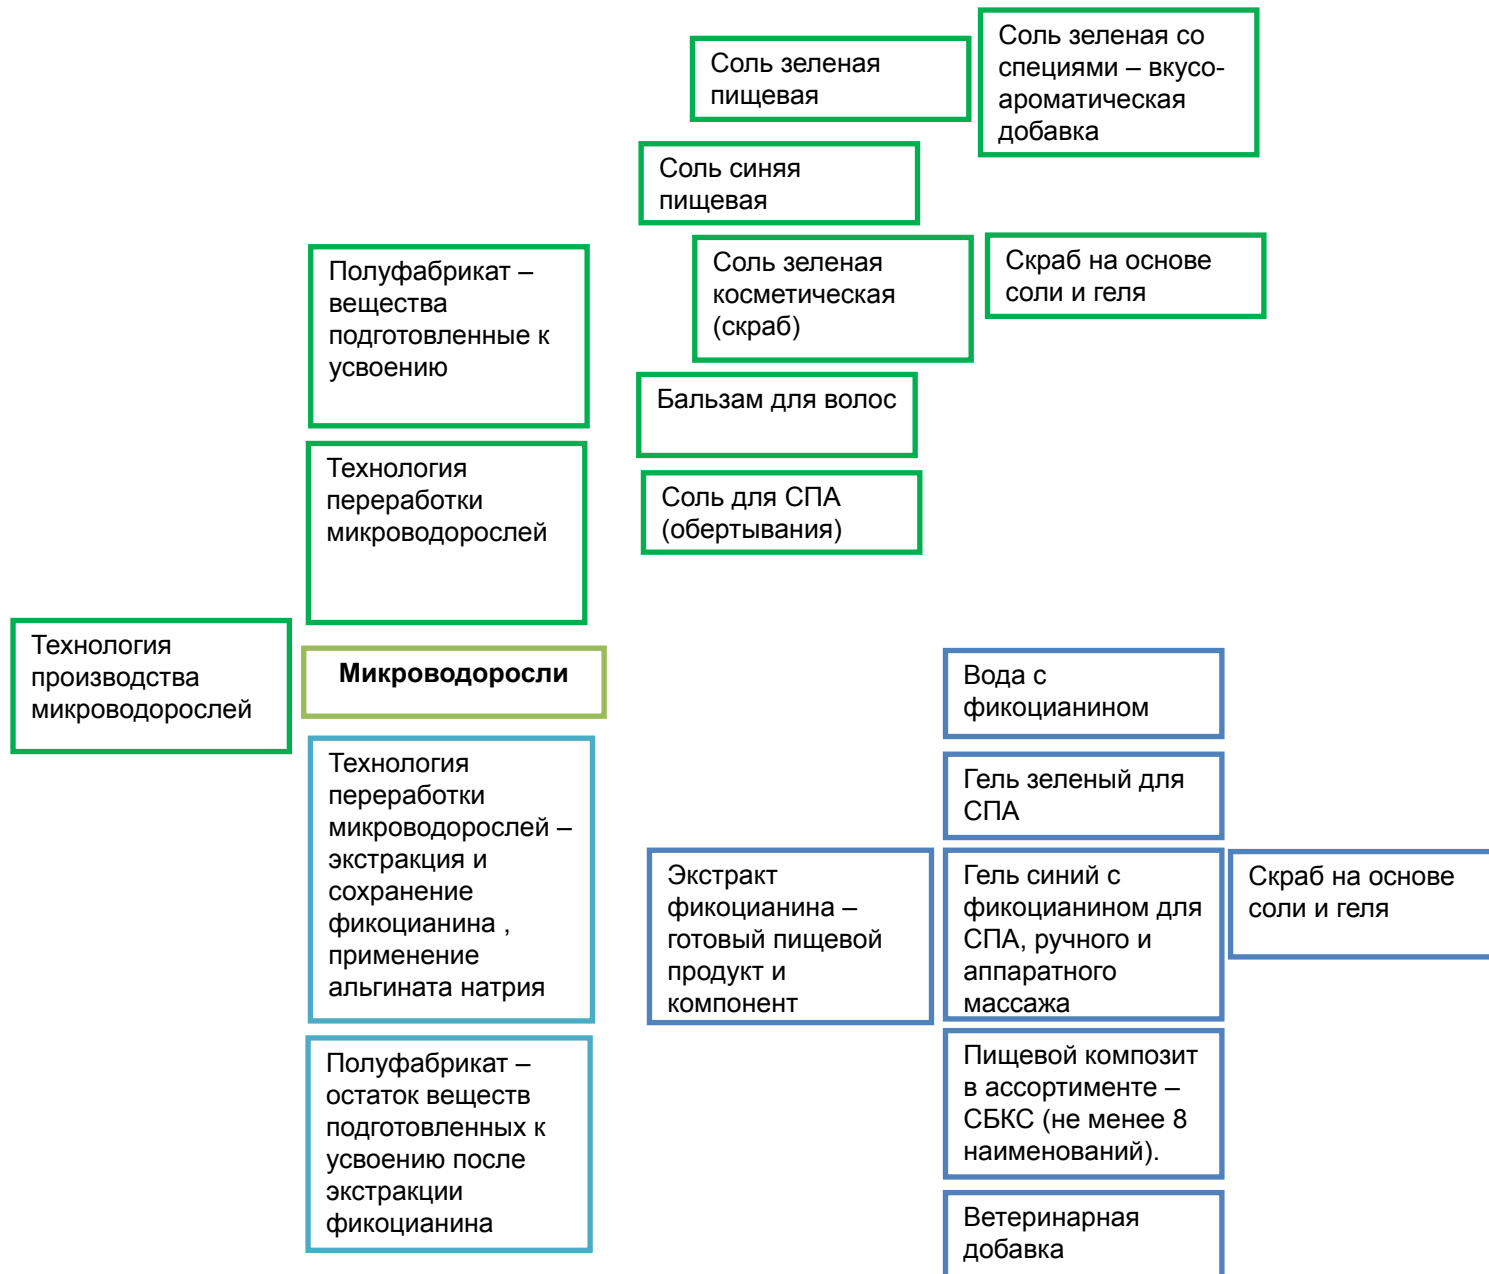 Соль зеленая
пищевая
Соль зеленая со
специями – вкусо-
ароматическая
добавка
Соль синяя
пищевая
Полуфабрикат –
вещества
подготовленные к
усвоению
Соль зеленая
косметическая
(скраб)
Скраб на основе
соли и геля
Бальзам для волос
Технология
переработки
микроводорослей
Соль для СПА
(обертывания)
Технология
производства
микроводорослей
Микроводоросли
Вода с
фикоцианином
Технология
переработки
микроводорослей –
экстракция и
сохранение
фикоцианина ,
применение
альгината натрия
Гель зеленый для
СПА
Экстракт
фикоцианина –
готовый пищевой
продукт и
компонент
Гель синий с
фикоцианином для
СПА, ручного и
аппаратного
массажа
Скраб на основе
соли и геля
Полуфабрикат –
остаток веществ
подготовленных к
усвоению после
экстракции
фикоцианина
Пищевой композит
в ассортименте –
СБКС (не менее 8
наименований).
Ветеринарная
добавка